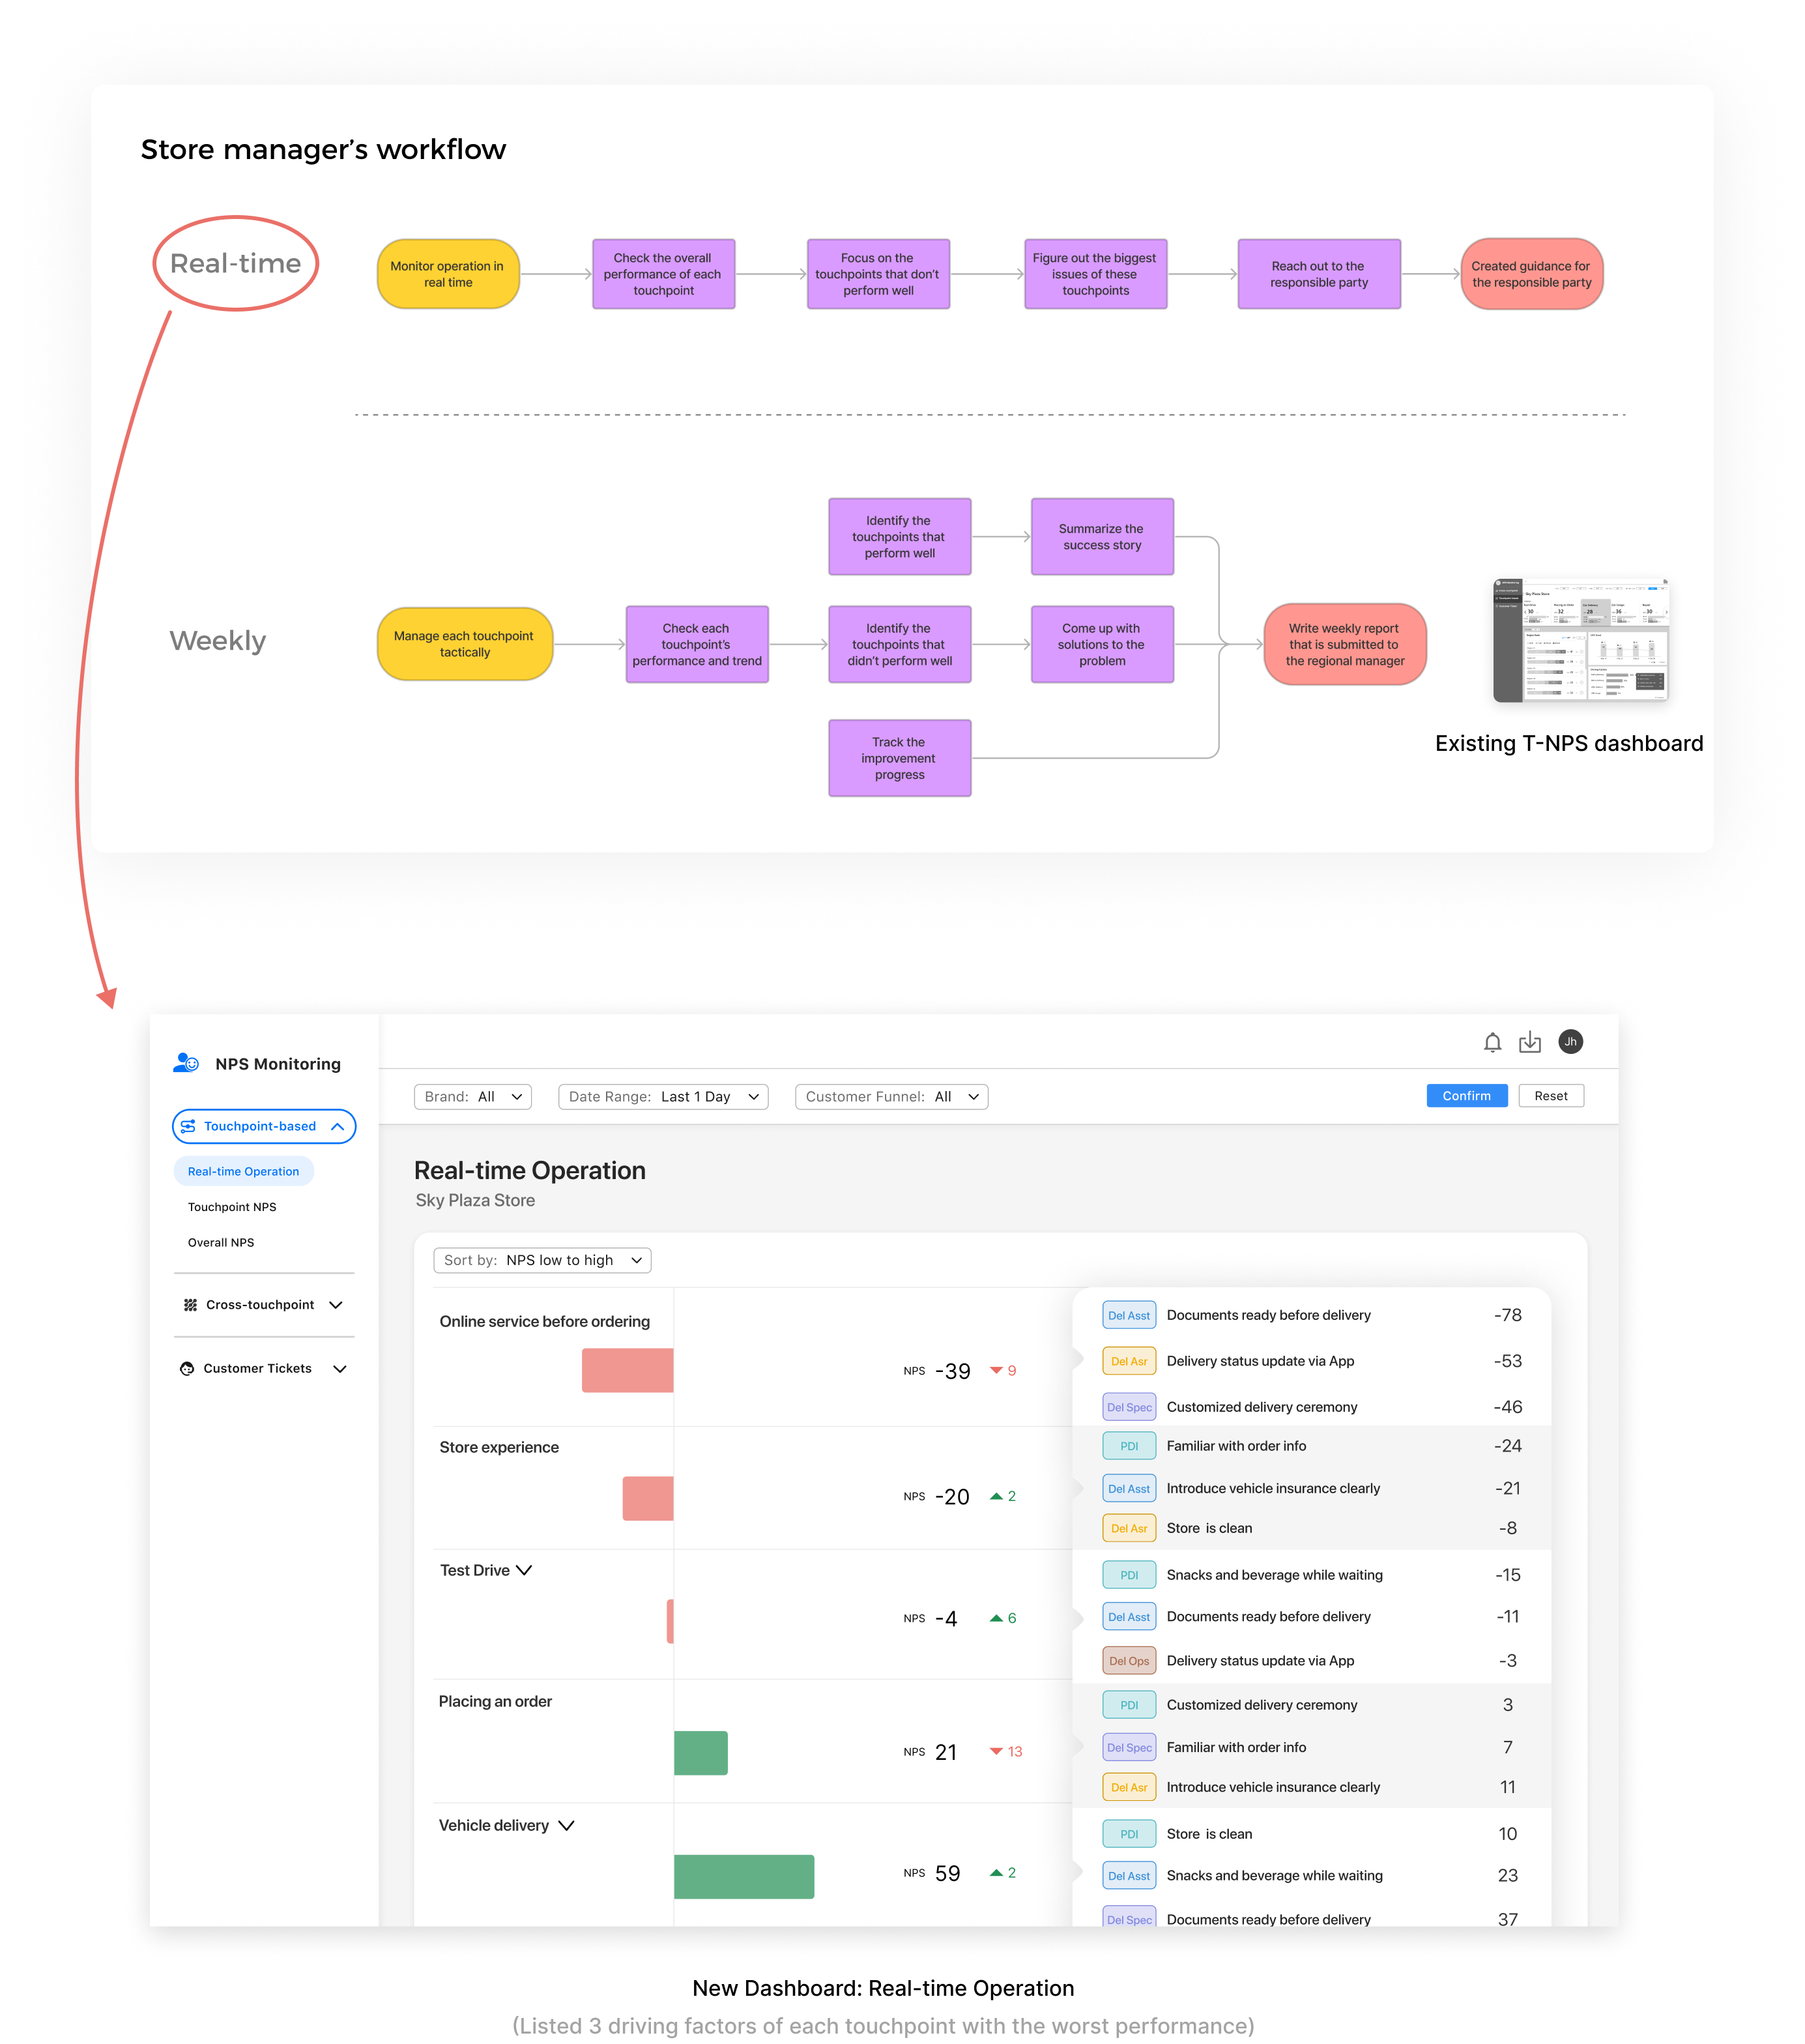 Store manager's workflow
Real-time
Monitor operation in
real time
Check the overall
performance of each
touchpoint
Focus on the
touchpoints that don't
perform well
Figure out the biggest
issues of these
touchpoints
Reach out to the
responsible party
Created guidance for
the responsible party
Weekly
Manage each touchpoint
tactically
Check each
touchpoint's
performance and trend
Identify the
touchpoints that
perform well
Summarize the
success story
Identify the
touchpoints that
didn't perform well
Come up with
solutions to the
problem
Track the
improvement
progress
Write weekly report
that is submitted to
the regional manager
Existing T-NPS dashboard
NPS Monitoring
Touchpoint-based
Real-time Operation
Touchpoint NPS
Overall NPS
Cross-touchpoint
Customer Tickets
Jh
Brand: All
Date Range: Last 1 Day
Customer Funnel: All
Confirm
Reset
Real-time Operation
Sky Plaza Store
Sort by: NPS low to high
Online service before ordering
NPS -39 9
Del Asst Documents ready before delivery -78
Del Asr Delivery status update via App -53
Del Spec Customized delivery ceremony -46
Store experience
NPS -20 2
PDI Familiar with order info -24
Del Asst Introduce vehicle insurance clearly -21
Del Asr Store is clean -8
Test Drive
NPS -4 6
PDI Snacks and beverage while waiting -15
Del Asst Documents ready before delivery -11
Del Ops Delivery status update via App -3
Placing an order
NPS 21 13
PDI Customized delivery ceremony 3
Del Spec Familiar with order info 7
Del Asr Introduce vehicle insurance clearly 11
Vehicle delivery
NPS 59 2
PDI Store is clean 10
Del Asst Snacks and beverage while waiting 23
Del Spec Documents ready before delivery 37
New Dashboard: Real-time Operation
(Listed 3 driving factors of each touchpoint with the worst performance)